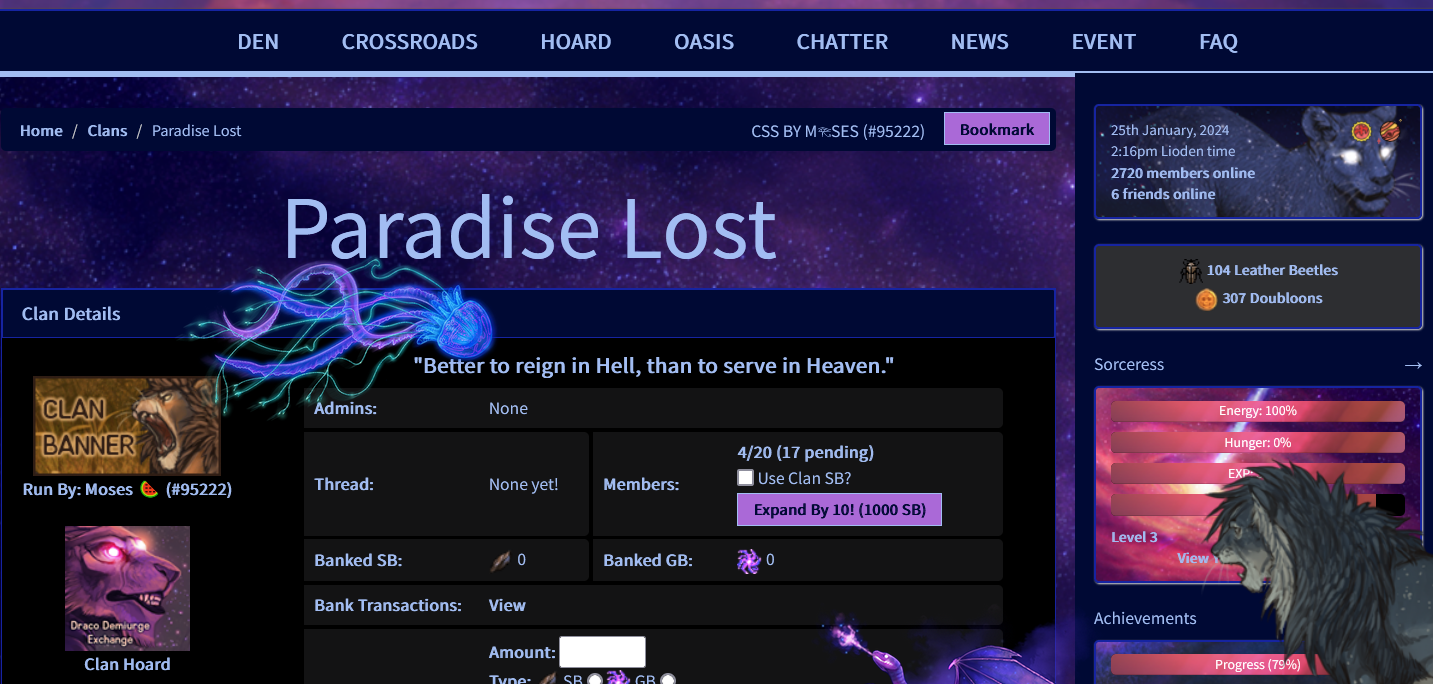 DEN CROSSROADS HOARD OASIS CHATTER NEWS EVENT FAQ
Home / Clans / Paradise Lost
CSS BY M SES (#95222)
Bookmark
Paradise Lost
Clan Details
"Better to reign in Hell, than to serve in Heaven."
CLAN
BANNER
Run By: Moses 🍉 (#95222)
Draco Demiurge
Exchange
Clan Hoard
Admins: None
Thread: None yet!
Members: 4/20 (17 pending)
Use Clan SB?
Expand By 10! (1000 SB)
Banked SB: 0
Banked GB: 0
Bank Transactions: View
Amount:
Type: SB GB
25th January, 2024
2:16pm Lioden time
2720 members online
6 friends online
104 Leather Beetles
307 Doubloons
Sorceress →
Energy: 100%
Hunger: 0%
EXP:
Level 3
View
Achievements
Progress (79%)